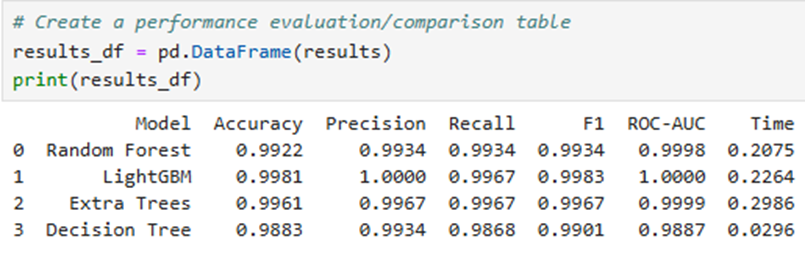 # Create a performance evaluation/comparison table
results_df = pd.DataFrame(results)
print(results_df)
Model Accuracy Precision Recall F1 ROC-AUC Time
0 Random Forest 0.9922 0.9934 0.9934 0.9934 0.9998 0.2075
1 LightGBM 0.9981 1.0000 0.9967 0.9983 1.0000 0.2264
2 Extra Trees 0.9961 0.9967 0.9967 0.9967 0.9999 0.2986
3 Decision Tree 0.9883 0.9934 0.9868 0.9901 0.9887 0.0296